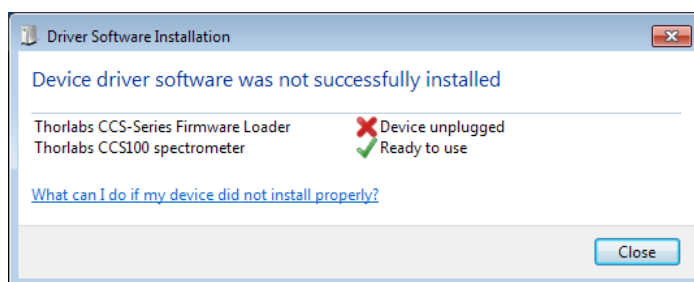 Driver Software Installation
Device driver software was not successfully installed
Thorlabs CCS-Series Firmware Loader Device unplugged
Thorlabs CCS100 spectrometer Ready to use
What can I do if my device did not install properly?
Close